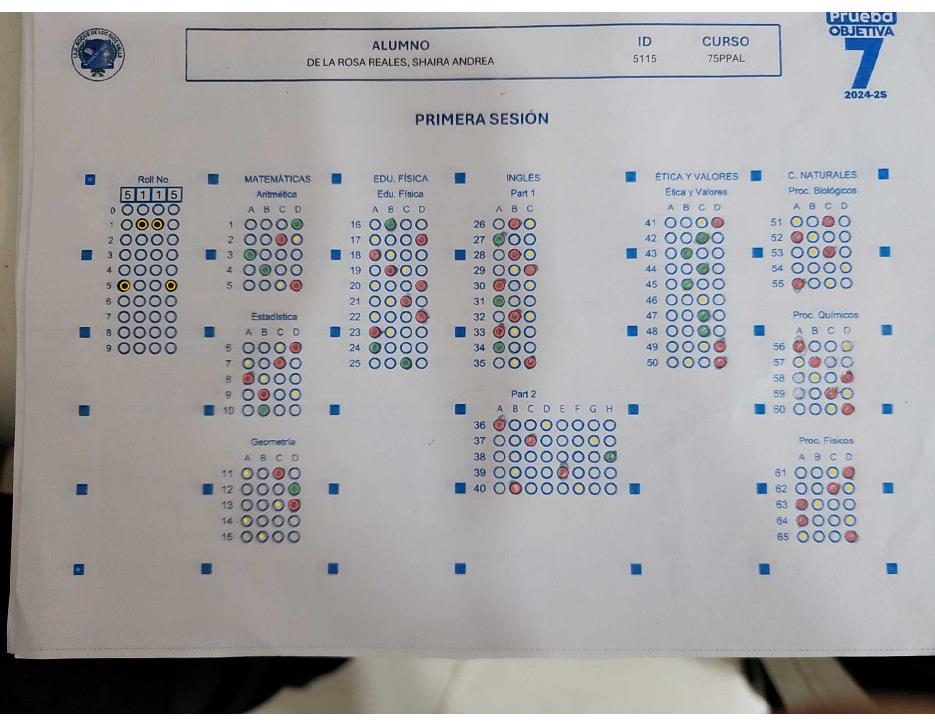 Prueba
OBJETIVA
7
2024-2S
ALUMNO ID CURSO
DE LA ROSA REALES, SHAIRA ANDREA 5115 75PPAL
PRIMERA SESIÓN
Roll No
5 1 1 5
0
1
2
3
4
5
6
7
8
9
MATEMÁTICAS
Aritmética
A B C D
1
2
3
4
5
Estadística
6
7
8
9
10
Geometría
A B C D
11
12
13
14
15
EDU. FÍSICA
Edu. Física
A B C D
16
17
18
19
20
21
22
23
24
25
INGLÉS
Part 1
A B C
26
27
28
29
30
31
32
33
34
35
Part 2
A B C D E F G H
36
37
38
39
40
ÉTICA Y VALORES
Ética y Valores
A B C D
41
42
43
44
45
46
47
48
49
50
C. NATURALES
Proc. Biológicos
A B C D
51
52
53
54
55
Proc. Químicos
A B C D
56
57
58
59
60
Proc. Físicos
A B C D
61
62
63
64
65